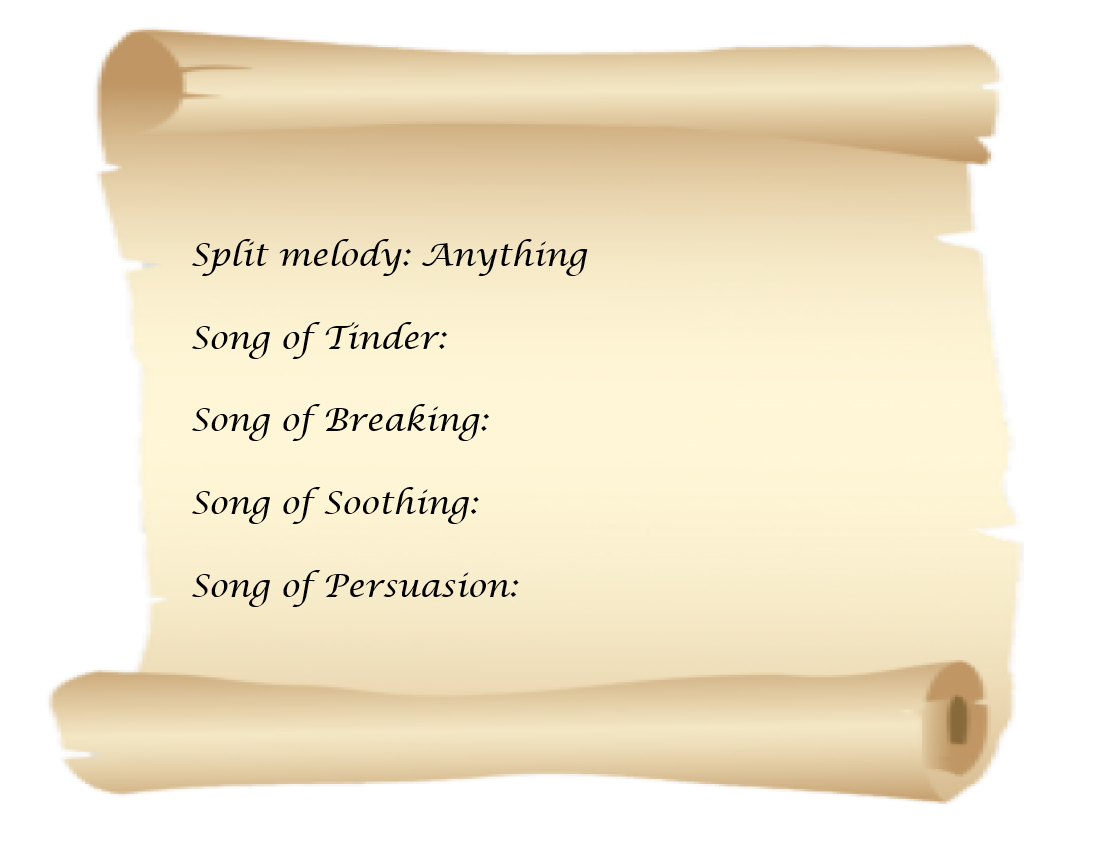 Split melody: Anything
Song of Tinder:
Song of Breaking:
Song of Soothing:
Song of Persuasion: